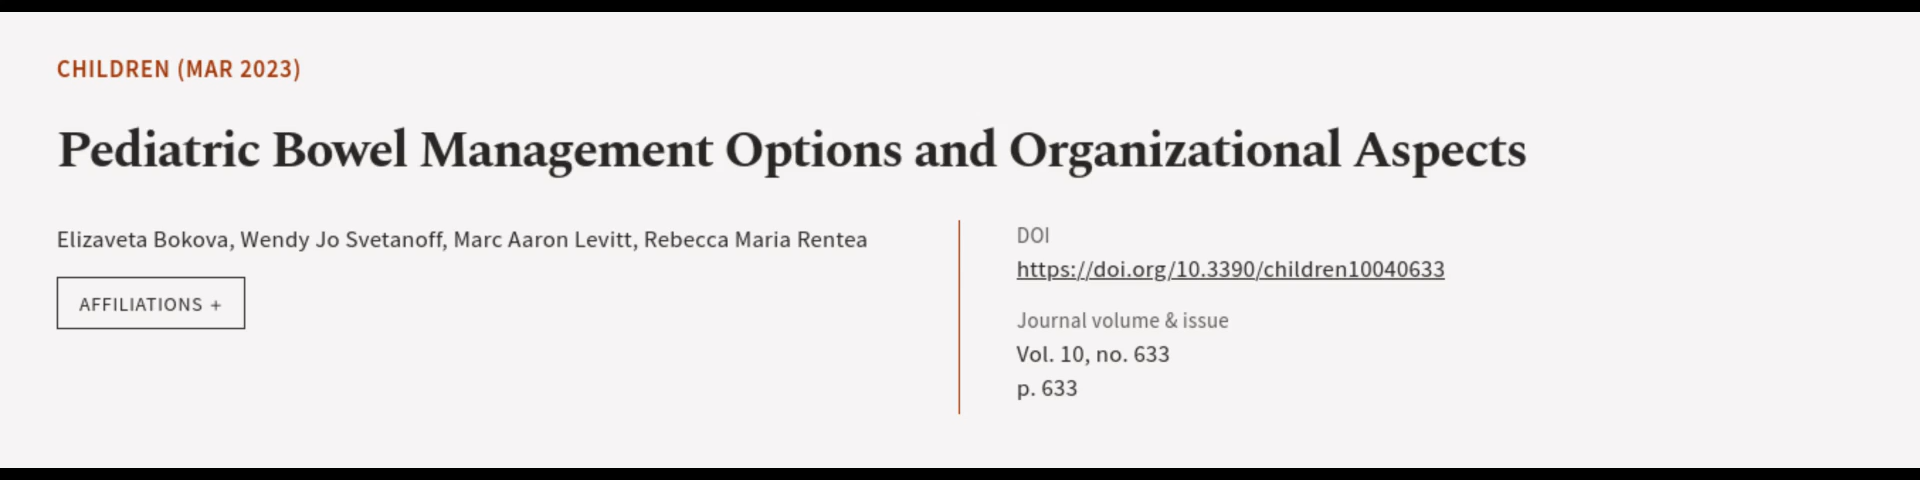 CHILDREN (MAR 2023)
Pediatric Bowel Management Options and Organizational Aspects
Elizaveta Bokova, Wendy Jo Svetanoff, Marc Aaron Levitt, Rebecca Maria Rentea
AFFILIATIONS +
DOI
https://doi.org/10.3390/children10040633
Journal volume & issue
Vol. 10, no. 633
p. 633